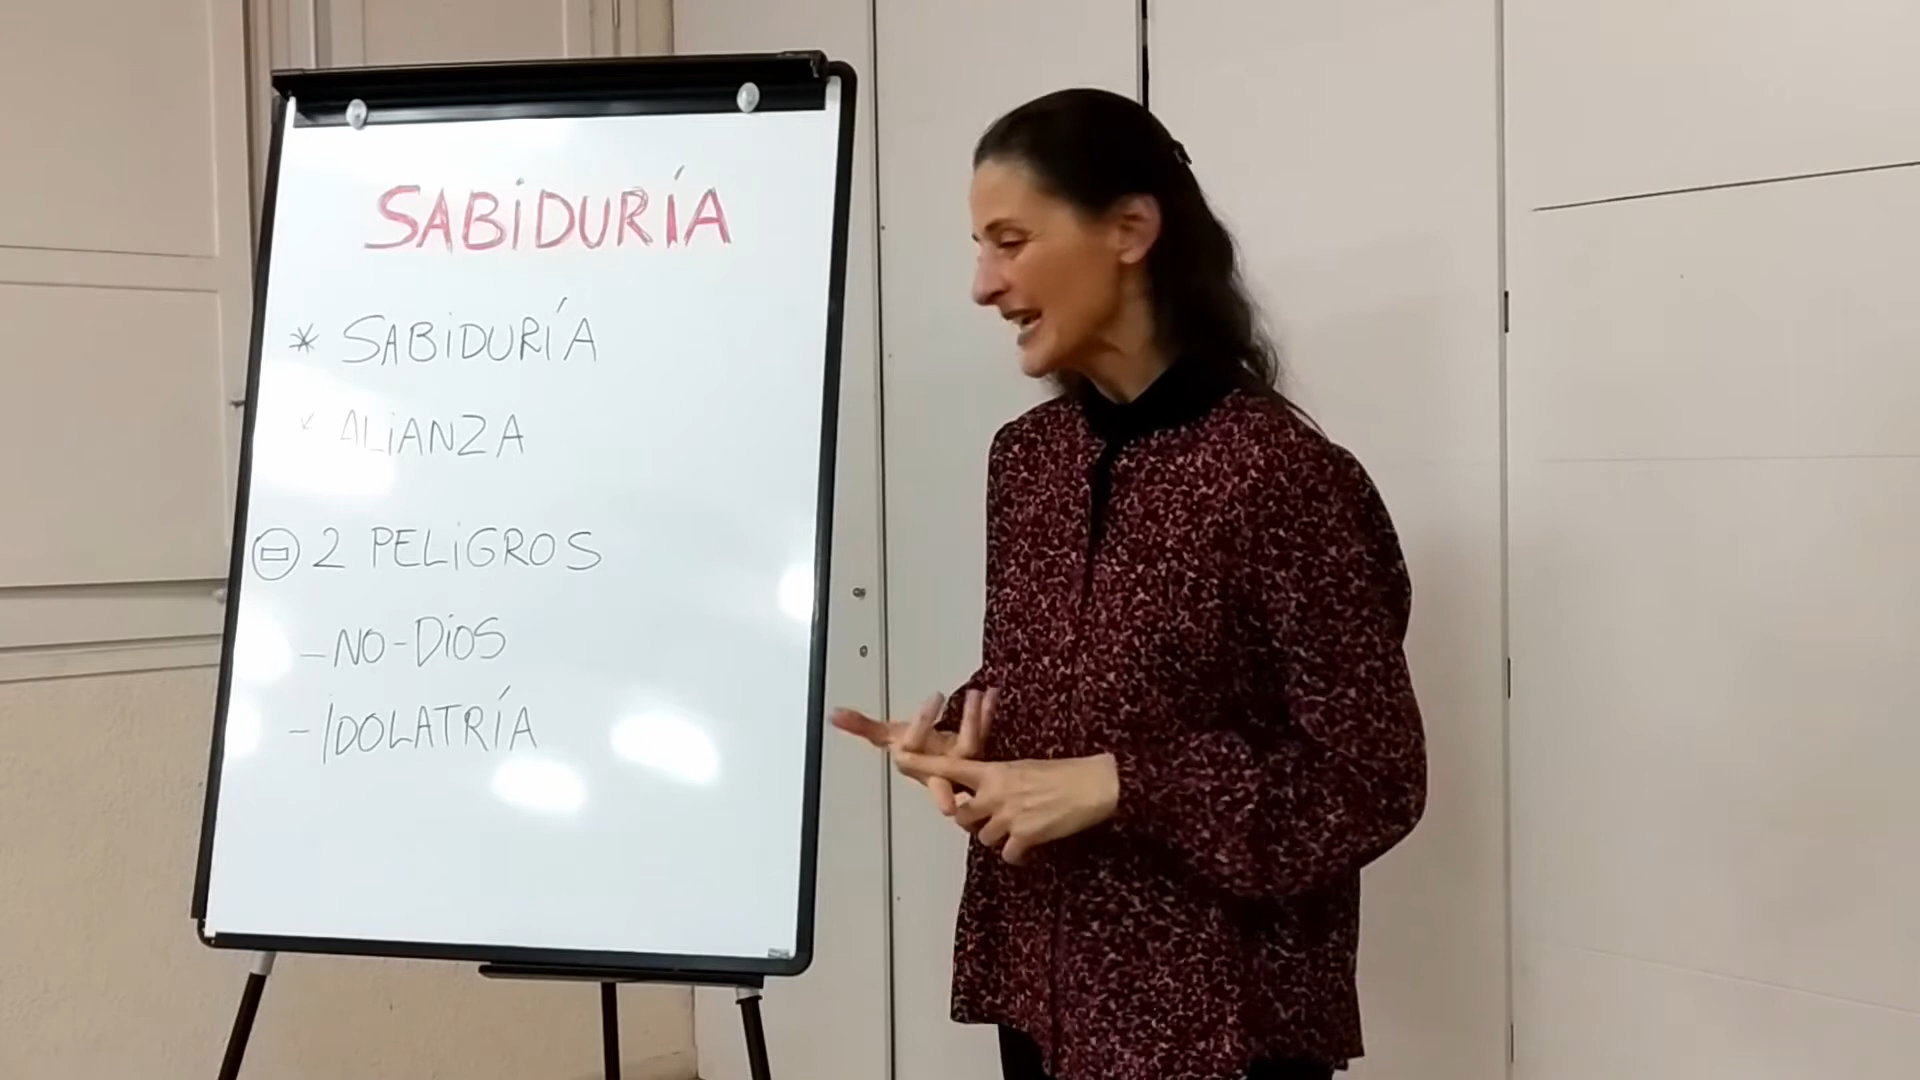 SABIDURÍA
* SABIDURÍA
* ALIANZA
2 PELIGROS
- NO-DIOS
- IDOLATRÍA